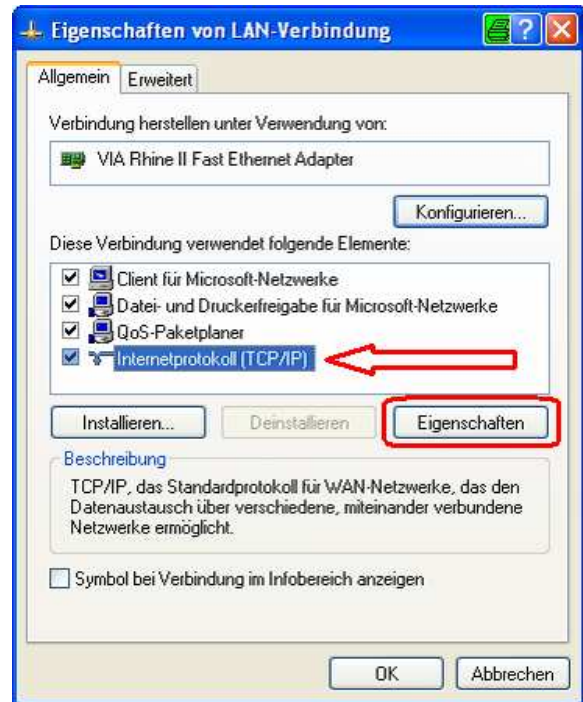 Eigenschaften von LAN-Verbindung
Allgemein Erweitert
Verbindung herstellen unter Verwendung von:
VIA Rhine II Fast Ethernet Adapter
Konfigurieren...
Diese Verbindung verwendet folgende Elemente:
Client für Microsoft-Netzwerke
Datei- und Druckerfreigabe für Microsoft-Netzwerke
QoS-Paketplaner
Internetprotokoll (TCP/IP)
Installieren... Deinstallieren Eigenschaften
Beschreibung
TCP/IP, das Standardprotokoll für WAN-Netzwerke, das den
Datenaustausch über verschiedene, miteinander verbundene
Netzwerke ermöglicht.
Symbol bei Verbindung im Infobereich anzeigen
OK Abbrechen